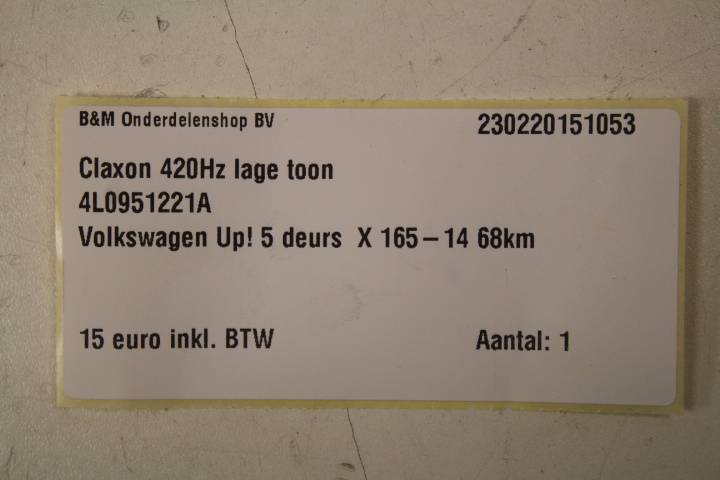 B&M Onderdelenshop BV 230220151053
Claxon 420Hz lage toon
4L0951221A
Volkswagen Up! 5 deurs X 165-14 68km
15 euro inkl. BTW Aantal: 1